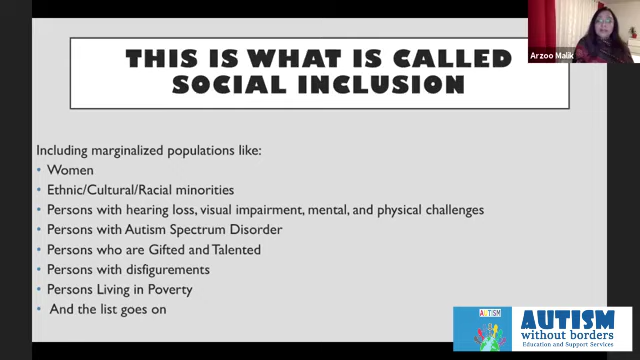 THIS IS WHAT IS CALLED
SOCIAL INCLUSION
Arzoo Malik
Including marginalized populations like:
• Women
• Ethnic/Cultural/Racial minorities
• Persons with hearing loss, visual impairment, mental, and physical challenges
• Persons with Autism Spectrum Disorder
• Persons who are Gifted and Talented
• Persons with disfigurements
• Persons Living in Poverty
• And the list goes on
AUTISM
AUTISM
without borders
Education and Support Services